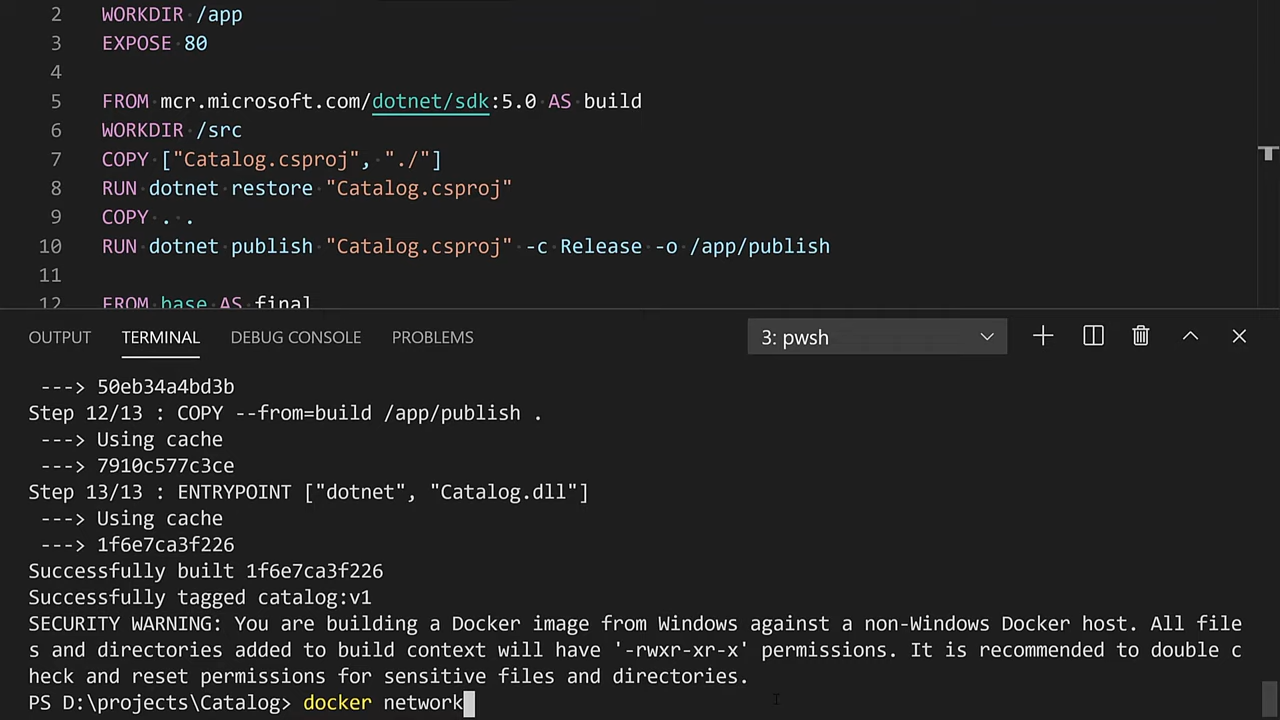 2 WORKDIR /app
3 EXPOSE 80
4
5 FROM mcr.microsoft.com/dotnet/sdk:5.0 AS build
6 WORKDIR /src
7 COPY ["Catalog.csproj", "./"]
8 RUN dotnet restore "Catalog.csproj"
9 COPY . .
10 RUN dotnet publish "Catalog.csproj" -c Release -o /app/publish
11
12 FROM base AS final
OUTPUT TERMINAL DEBUG CONSOLE PROBLEMS 3: pwsh
---> 50eb34a4bd3b
Step 12/13 : COPY --from=build /app/publish .
---> Using cache
---> 7910c577c3ce
Step 13/13 : ENTRYPOINT ["dotnet", "Catalog.dll"]
---> Using cache
---> 1f6e7ca3f226
Successfully built 1f6e7ca3f226
Successfully tagged catalog:v1
SECURITY WARNING: You are building a Docker image from Windows against a non-Windows Docker host. All file
s and directories added to build context will have '-rwxr-xr-x' permissions. It is recommended to double c
heck and reset permissions for sensitive files and directories.
PS D:\projects\Catalog> docker network